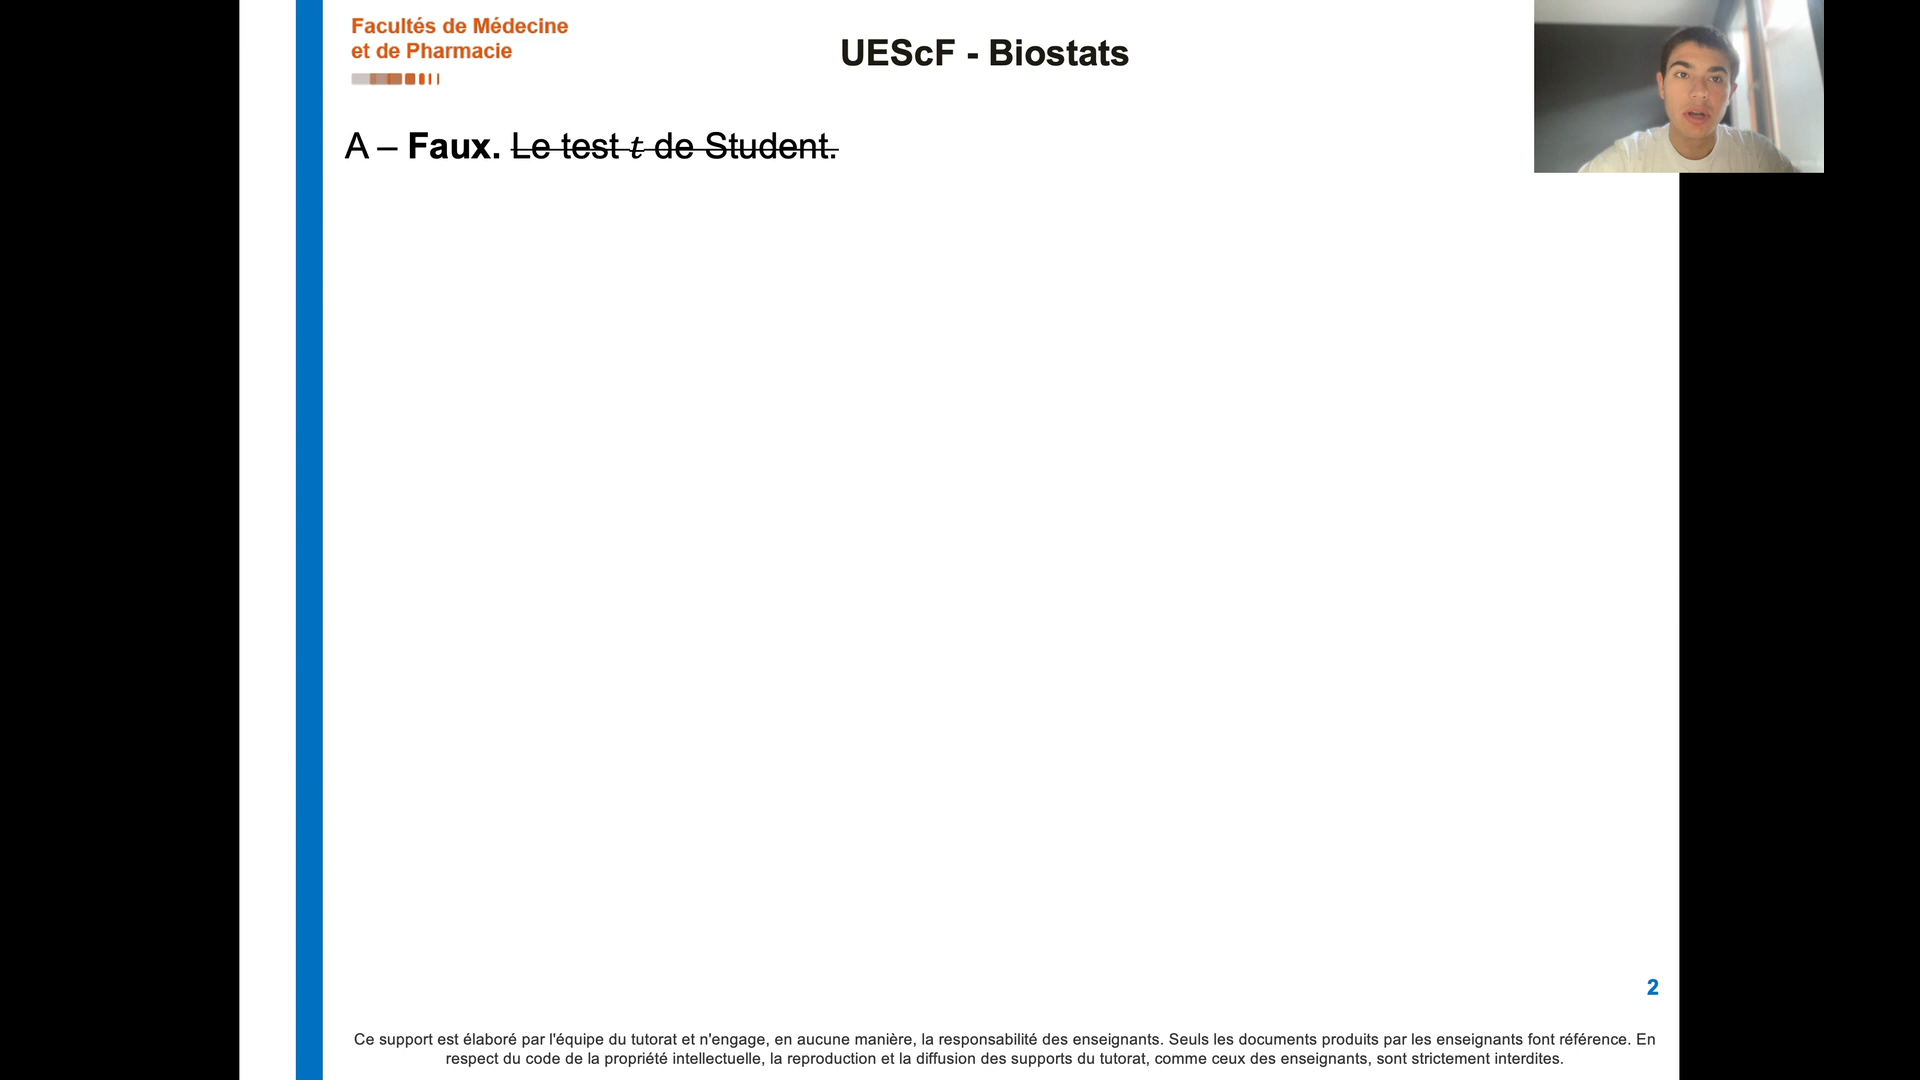 Facultés de Médecine
et de Pharmacie
UEScF - Biostats
A – Faux. Le test t de Student.
2
Ce support est élaboré par l'équipe du tutorat et n'engage, en aucune manière, la responsabilité des enseignants. Seuls les documents produits par les enseignants font référence. En
respect du code de la propriété intellectuelle, la reproduction et la diffusion des supports du tutorat, comme ceux des enseignants, sont strictement interdites.